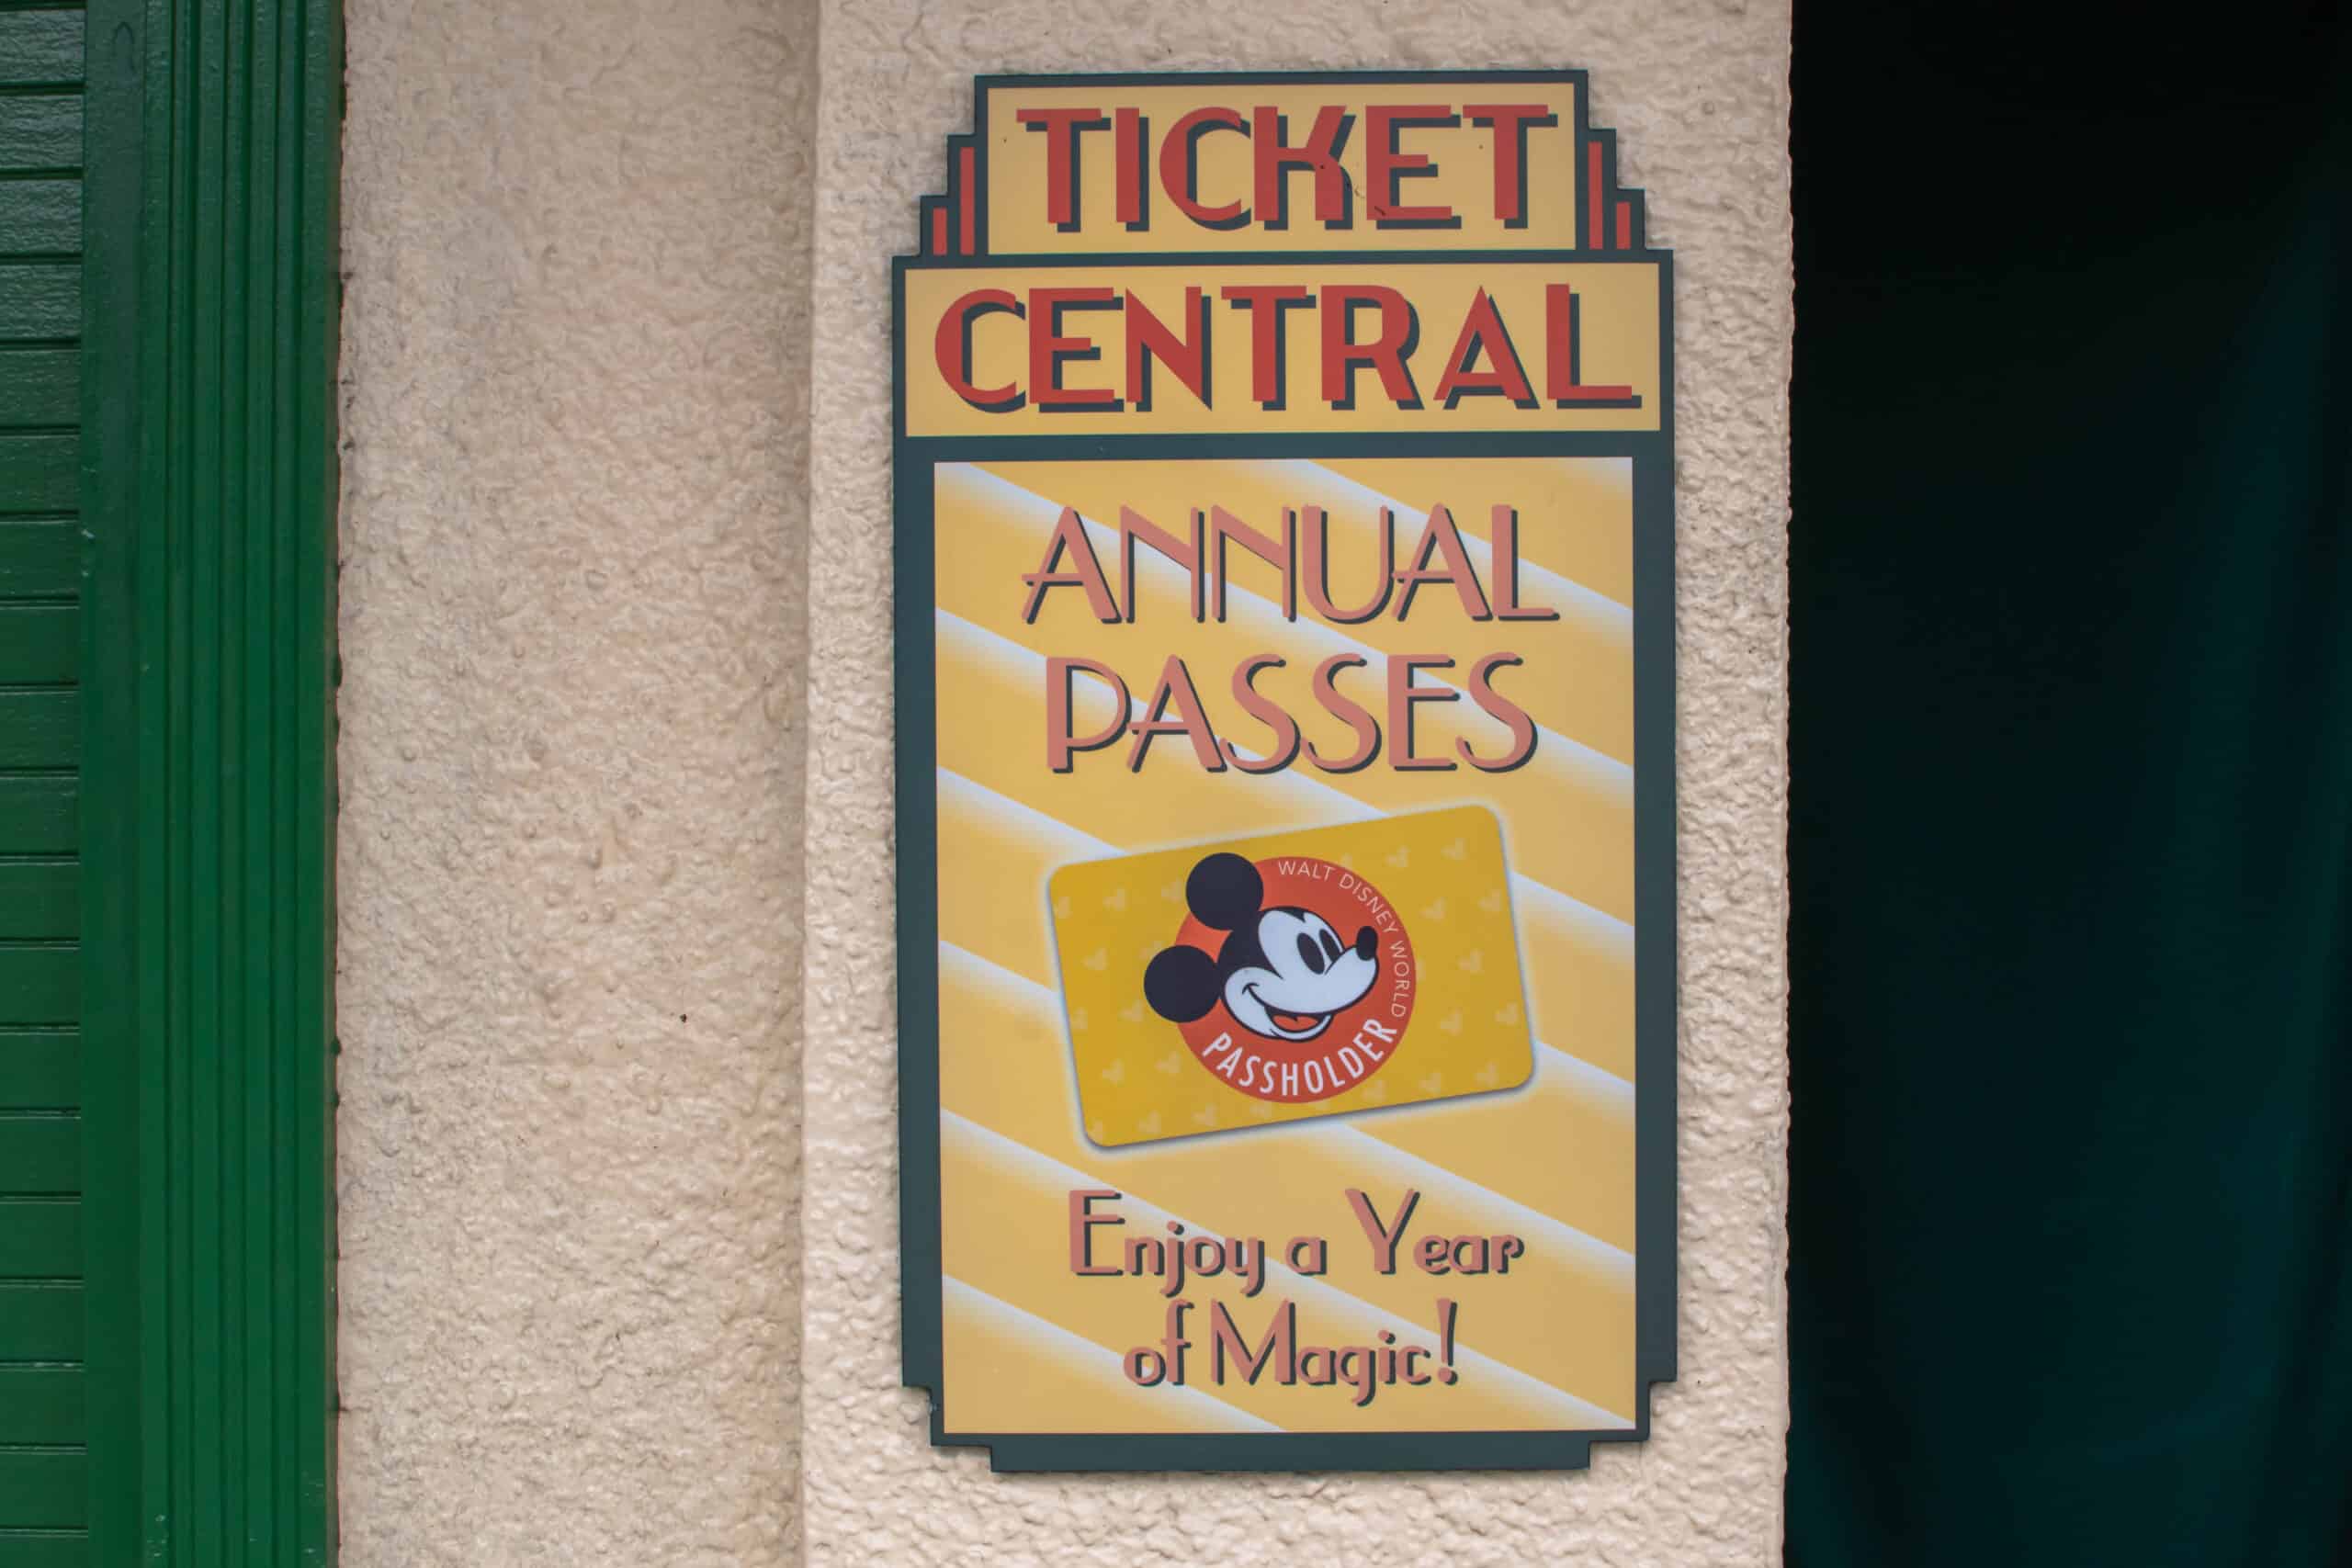 TICKET
CENTRAL
ANNUAL
PASSES
WALT DISNEY WORLD
PASSHOLDER
Enjoy a Year
of Magic!